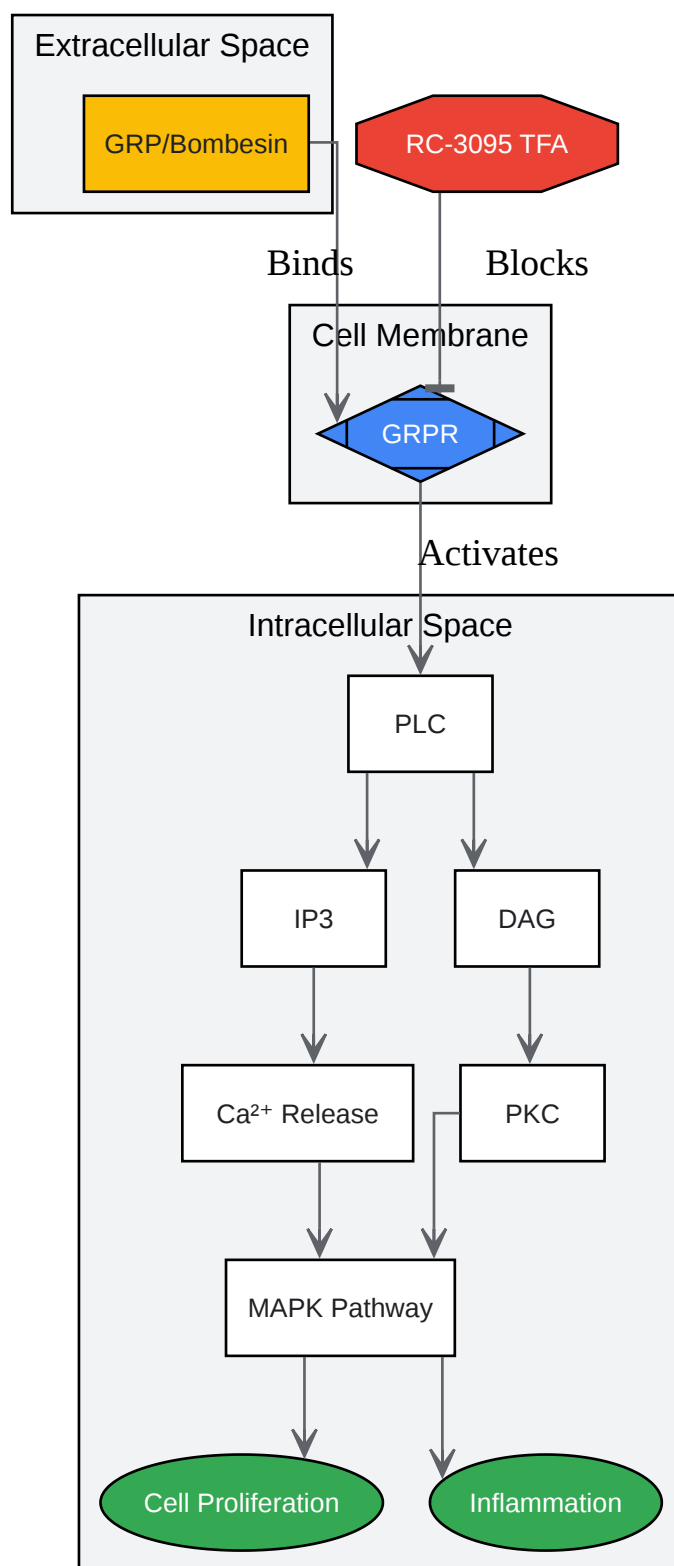 Extracellular Space
GRP/Bombesin
RC-3095 TFA
Binds
Blocks
Cell Membrane
GRPR
Activates
Intracellular Space
PLC
IP3
DAG
Ca²⁺ Release
PKC
MAPK Pathway
Cell Proliferation
Inflammation